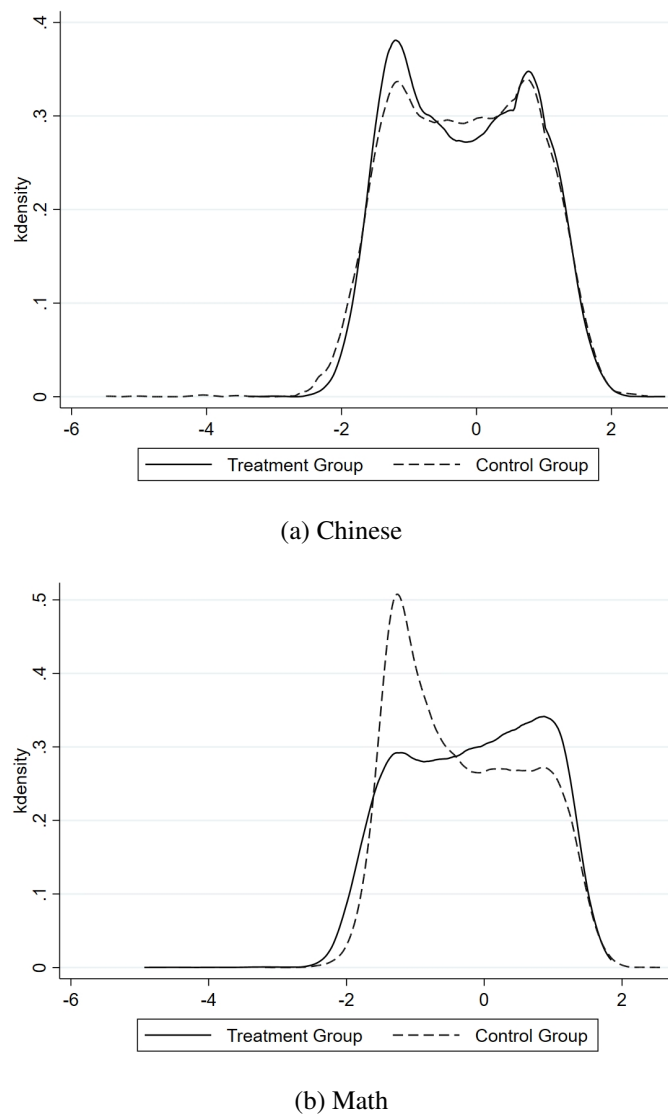 .4
.3
kdensity
.2
.1
0
-6 -4 -2 0 2
Treatment Group Control Group
(a) Chinese
.5
.4
.3
kdensity
.2
.1
0
-6 -4 -2 0 2
Treatment Group Control Group
(b) Math